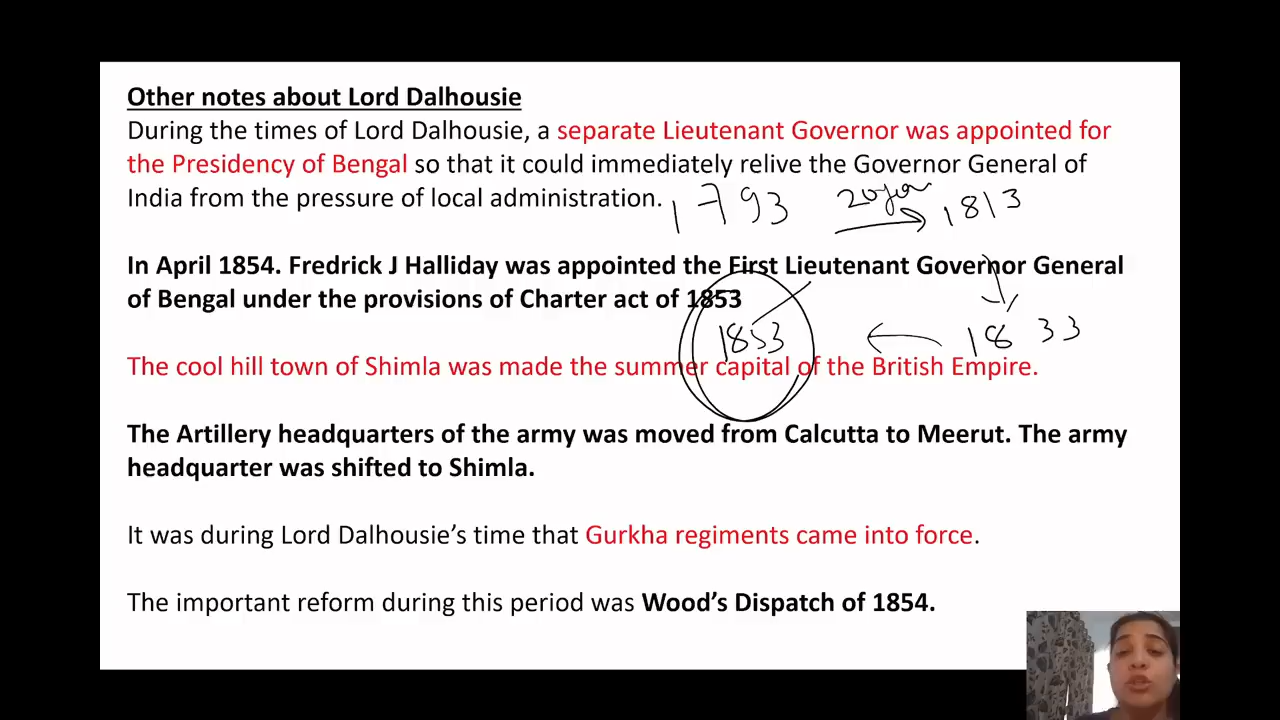 Other notes about Lord Dalhousie
During the times of Lord Dalhousie, a separate Lieutenant Governor was appointed for
the Presidency of Bengal so that it could immediately relive the Governor General of
India from the pressure of local administration.
1793 20 year 1813
In April 1854. Fredrick J Halliday was appointed the First Lieutenant Governor General
of Bengal under the provisions of Charter act of 1853
1853 1833
The cool hill town of Shimla was made the summer capital of the British Empire.
The Artillery headquarters of the army was moved from Calcutta to Meerut. The army
headquarter was shifted to Shimla.
It was during Lord Dalhousie’s time that Gurkha regiments came into force.
The important reform during this period was Wood’s Dispatch of 1854.